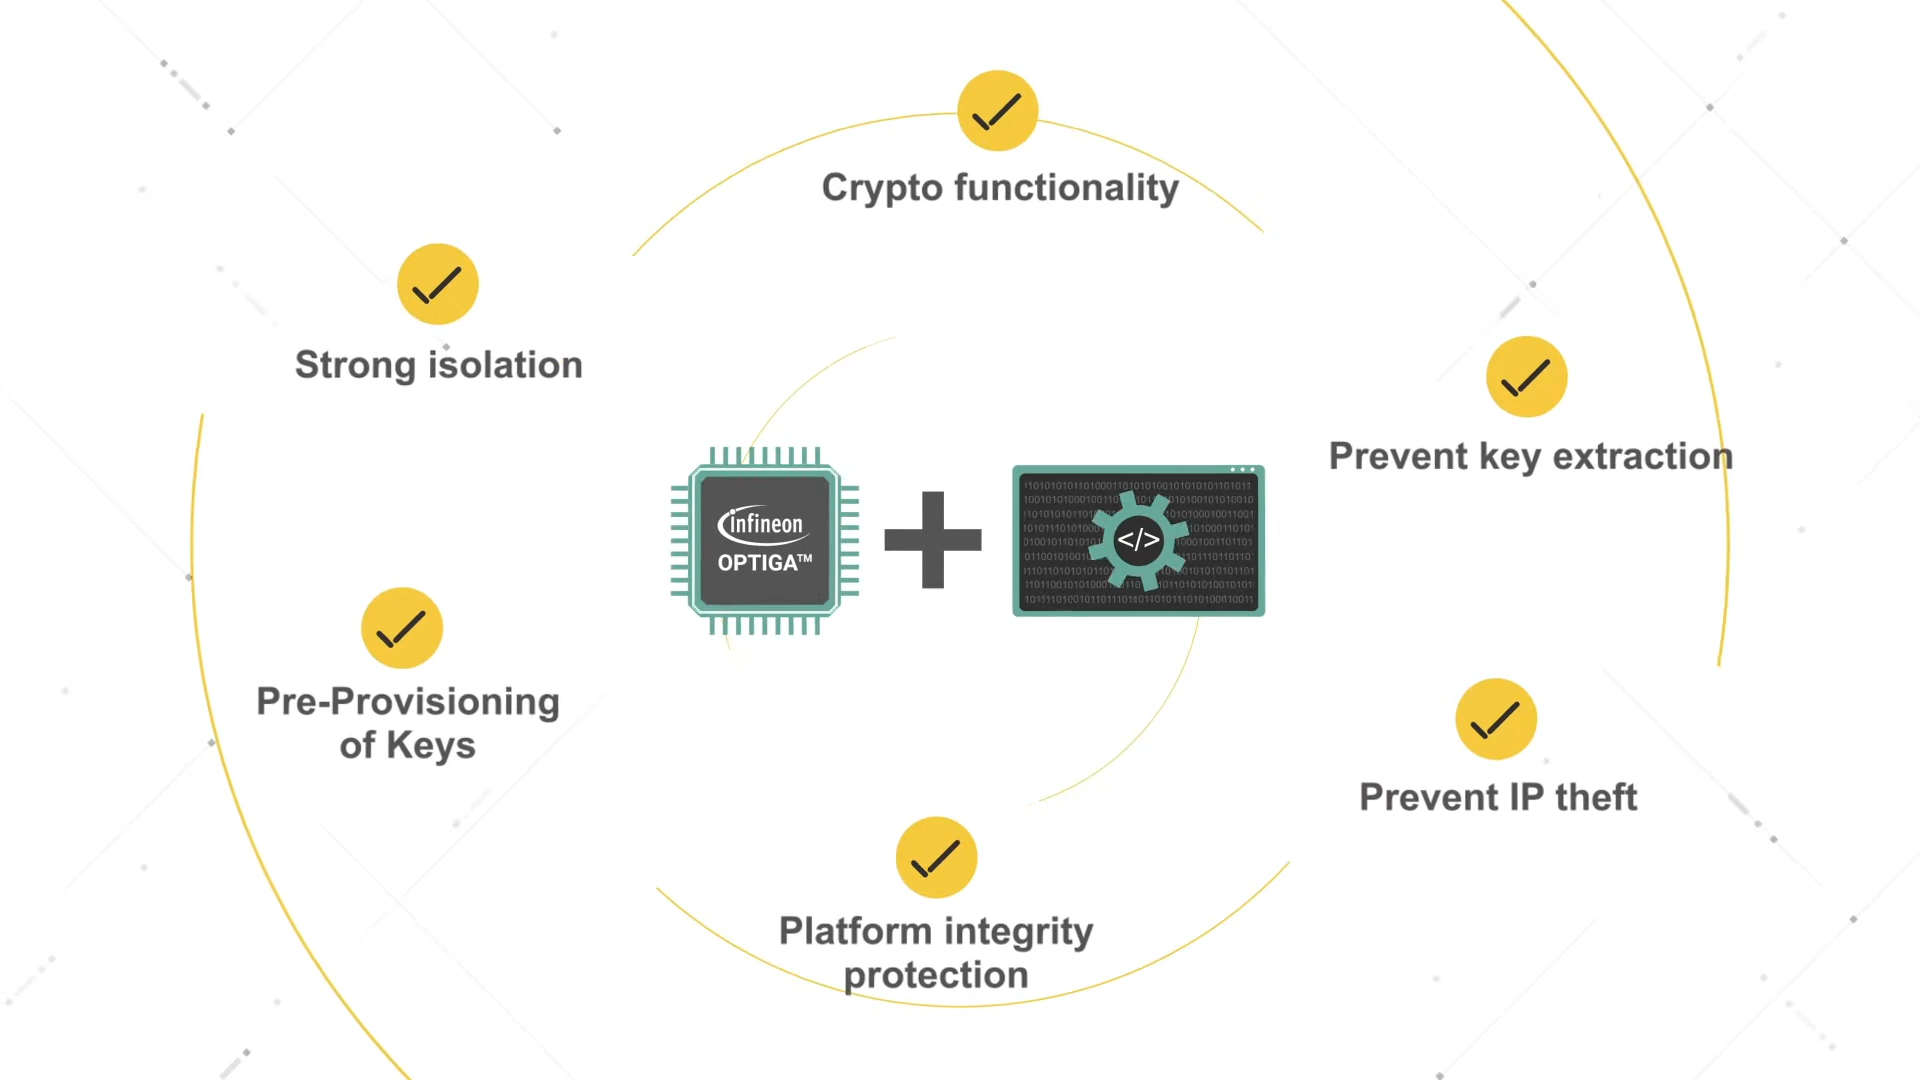 Crypto functionality
Strong isolation
Prevent key extraction
infineon
OPTIGA™
</>
Pre-Provisioning
of Keys
Prevent IP theft
Platform integrity
protection